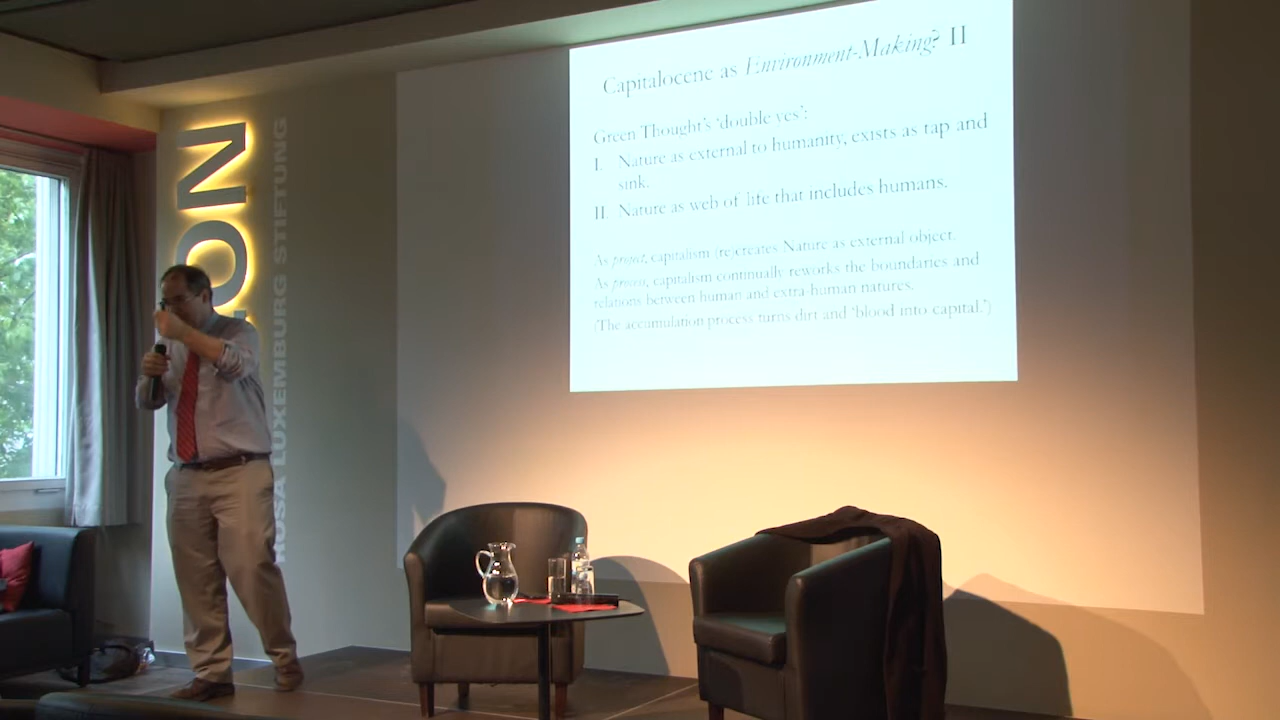 Capitalocene as Environment-Making? II
Green Thought's 'double yes':
I. Nature as external to humanity, exists as tap and
sink.
II. Nature as web of life that includes humans.
As project, capitalism (re)creates Nature as external object.
As process, capitalism continually reworks the boundaries and
relations between human and extra-human natures.
(The accumulation process turns dirt and 'blood into capital.')
ROSA LUXEMBURG STIFTUNG